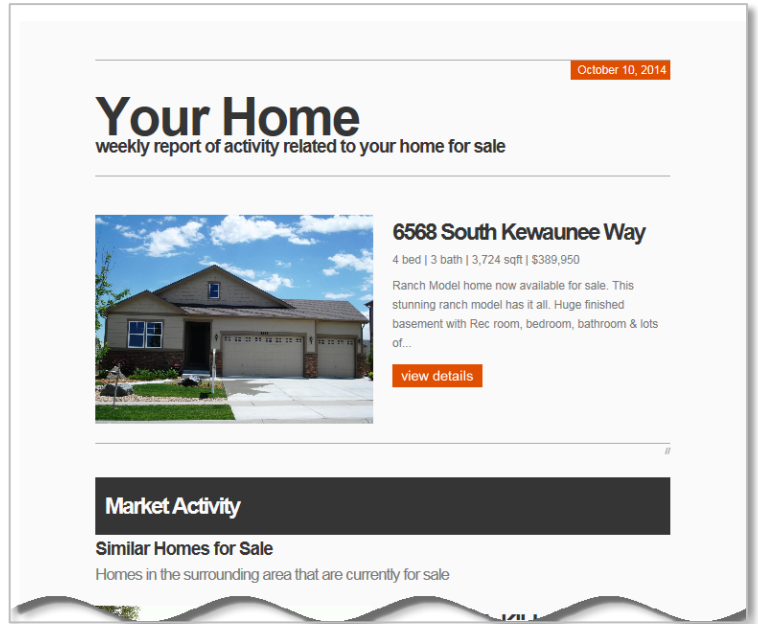 October 10, 2014
Your Home
weekly report of activity related to your home for sale
6568 South Kewaunee Way
4 bed | 3 bath | 3,724 sqft | $389,950
Ranch Model home now available for sale. This
stunning ranch model has it all. Huge finished
basement with Rec room, bedroom, bathroom & lots
of...
view details
//
Market Activity
Similar Homes for Sale
Homes in the surrounding area that are currently for sale